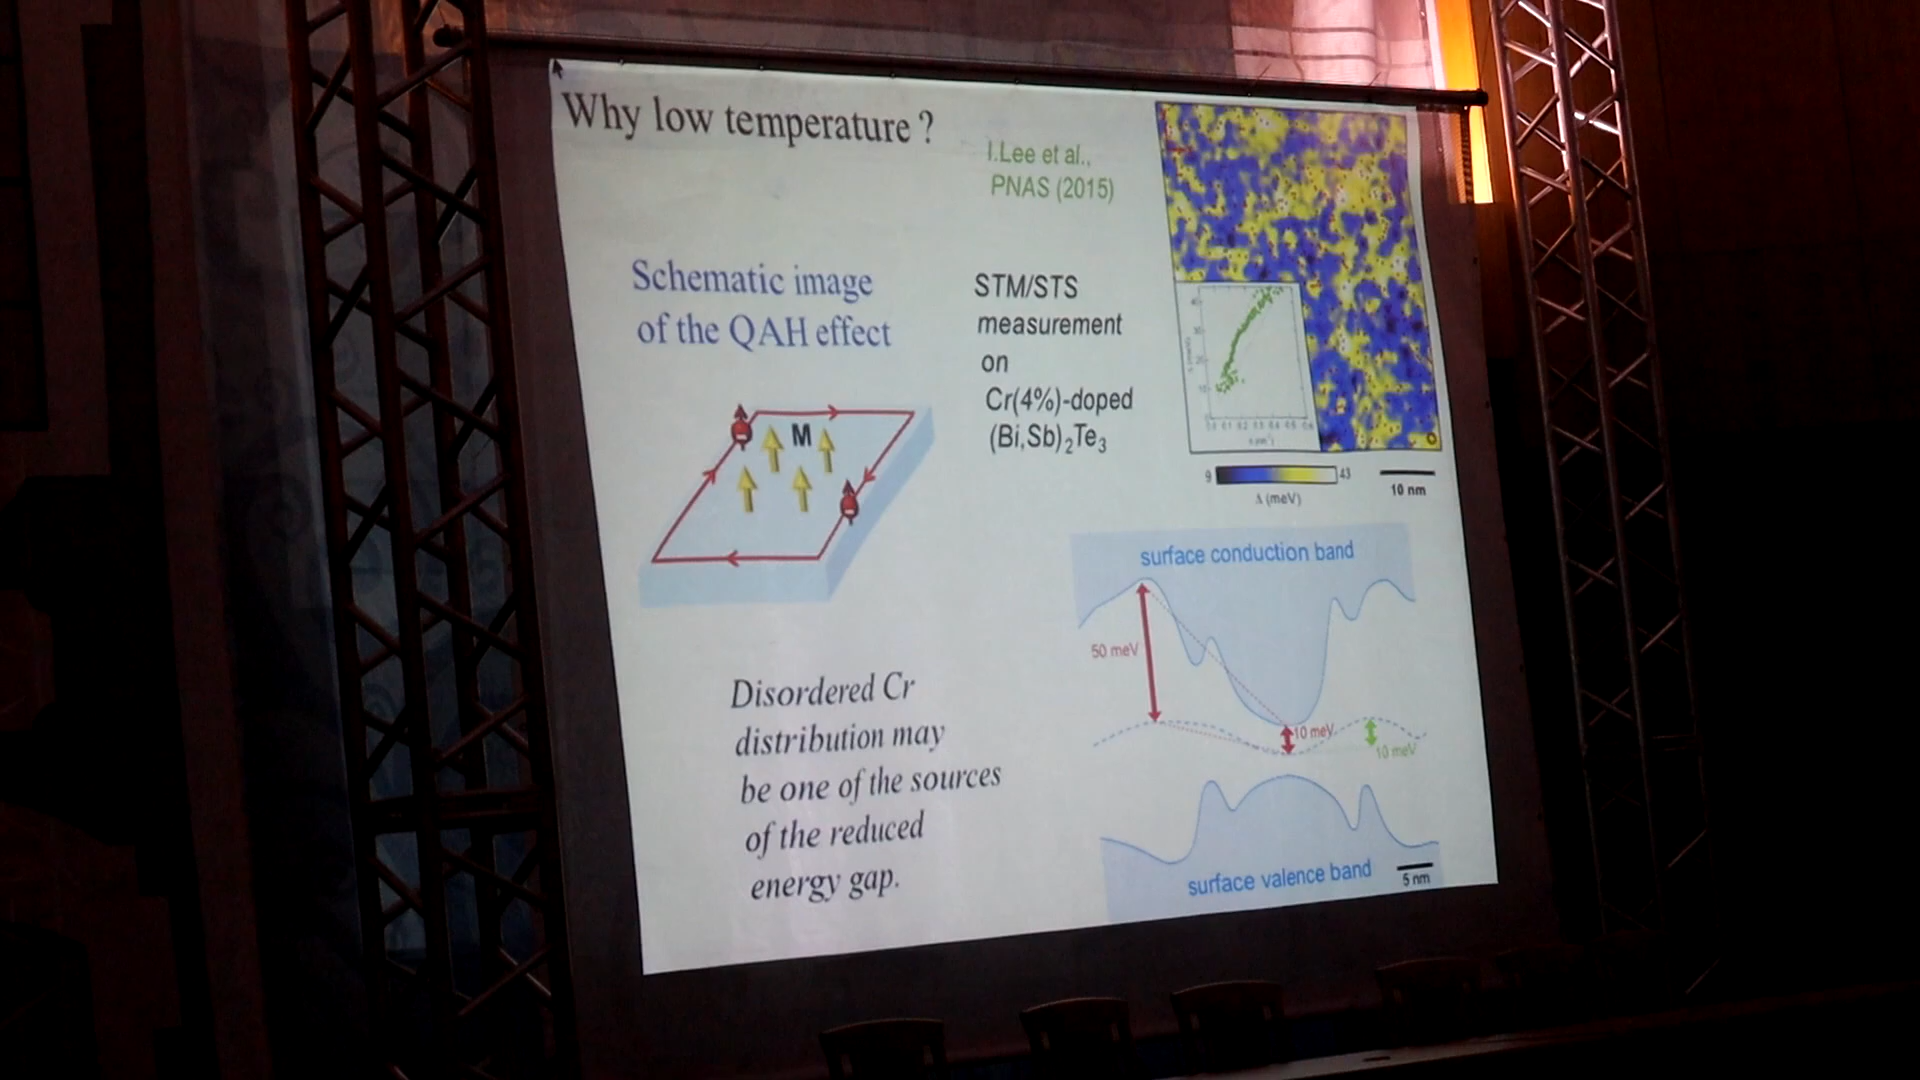 Why low temperature ?
I.Lee et al.,
PNAS (2015)
Schematic image
of the QAH effect
STM/STS
measurement
on
Cr(4%)-doped
(Bi,Sb)₂Te₃
M
9
43
Δ (meV)
10 nm
surface conduction band
50 meV
10 meV
10 meV
surface valence band
5 nm
Disordered Cr
distribution may
be one of the sources
of the reduced
energy gap.